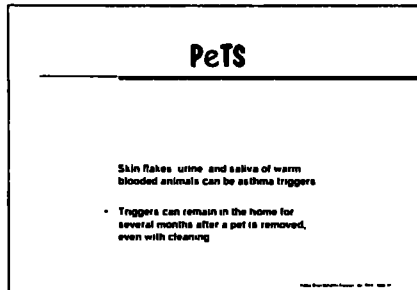 PeTS
Skin flakes urine and saliva of warm
blooded animals can be asthma triggers
• Triggers can remain in the home for
several months after a pet is removed,
even with cleaning